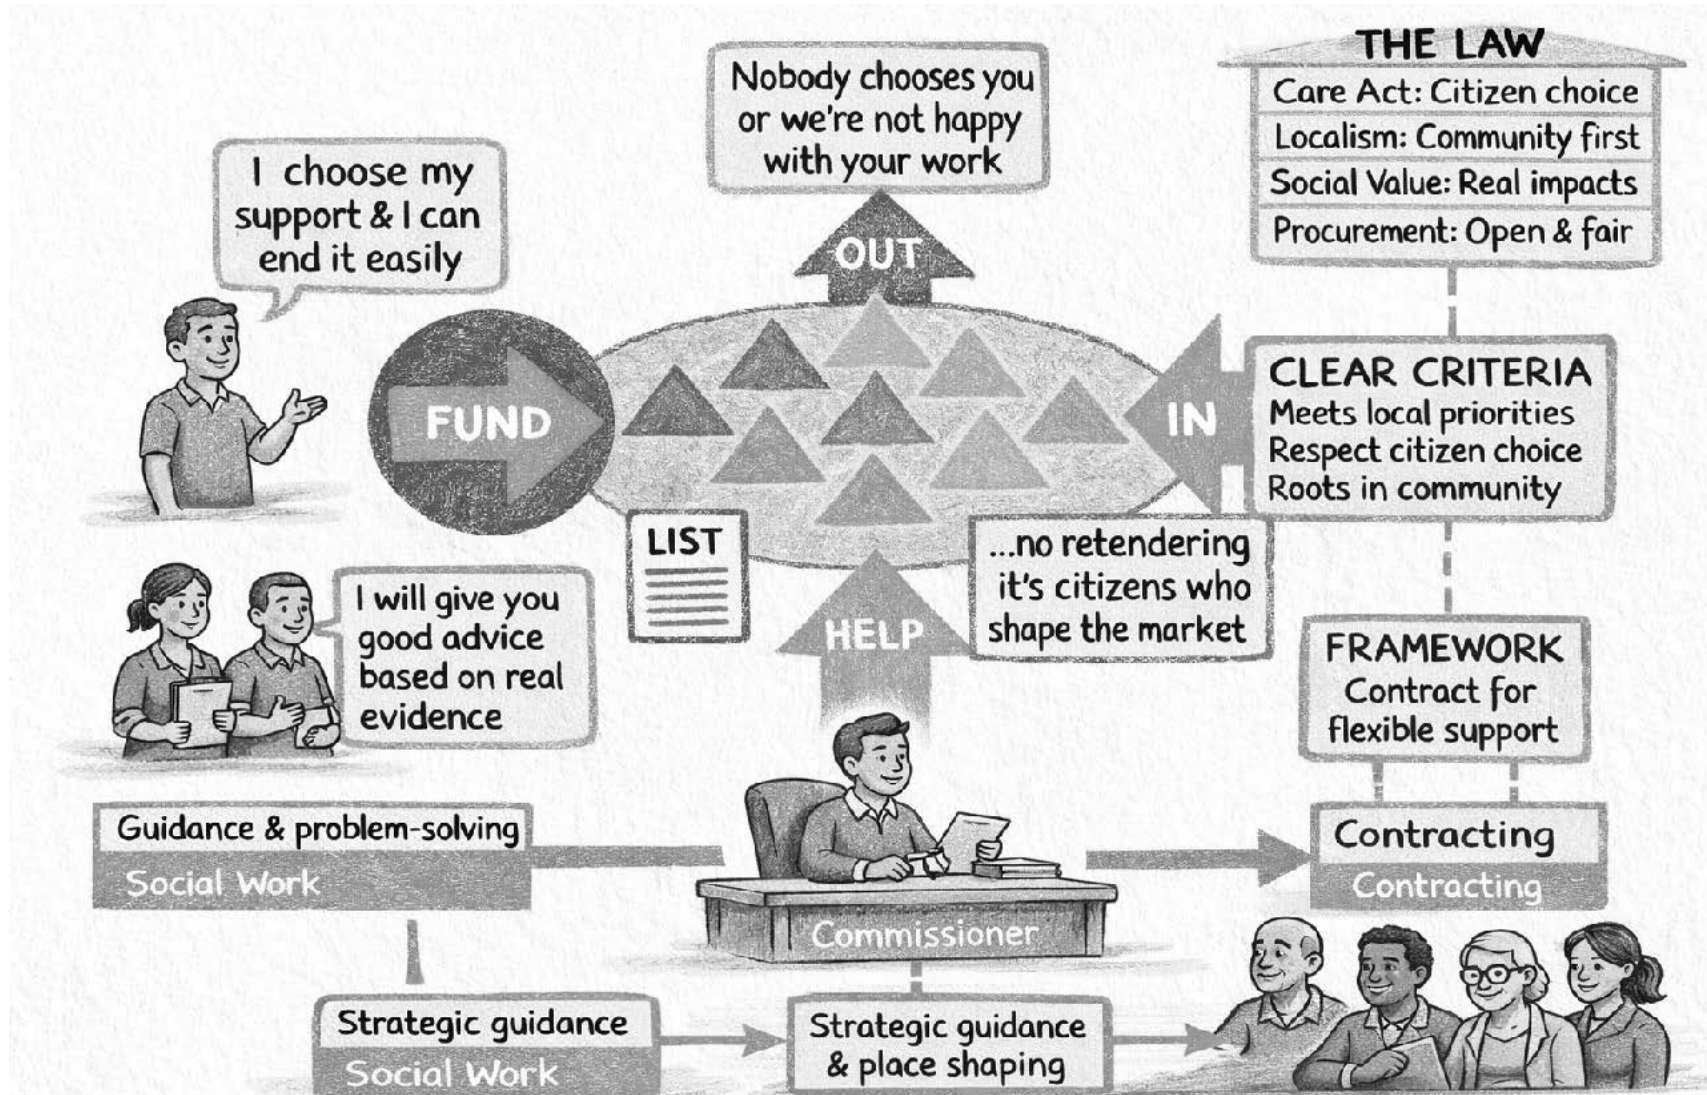 THE LAW
Care Act: Citizen choice
Localism: Community first
Social Value: Real impacts
Procurement: Open & fair
Nobody chooses you
or we're not happy
with your work
I choose my
support & I can
end it easily
OUT
FUND
IN
CLEAR CRITERIA
Meets local priorities
Respect citizen choice
Roots in community
LIST
...no retendering
it's citizens who
shape the market
HELP
I will give you
good advice
based on real
evidence
FRAMEWORK
Contract for
flexible support
Guidance & problem-solving
Social Work
Commissioner
Contracting
Contracting
Strategic guidance
Social Work
Strategic guidance
& place shaping